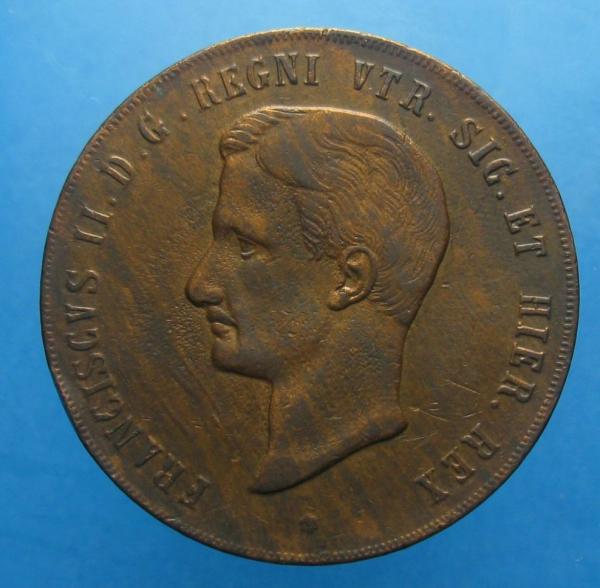 FRANCISCVS II. D. G. REGNI VTR. SIC. ET HIER. REX